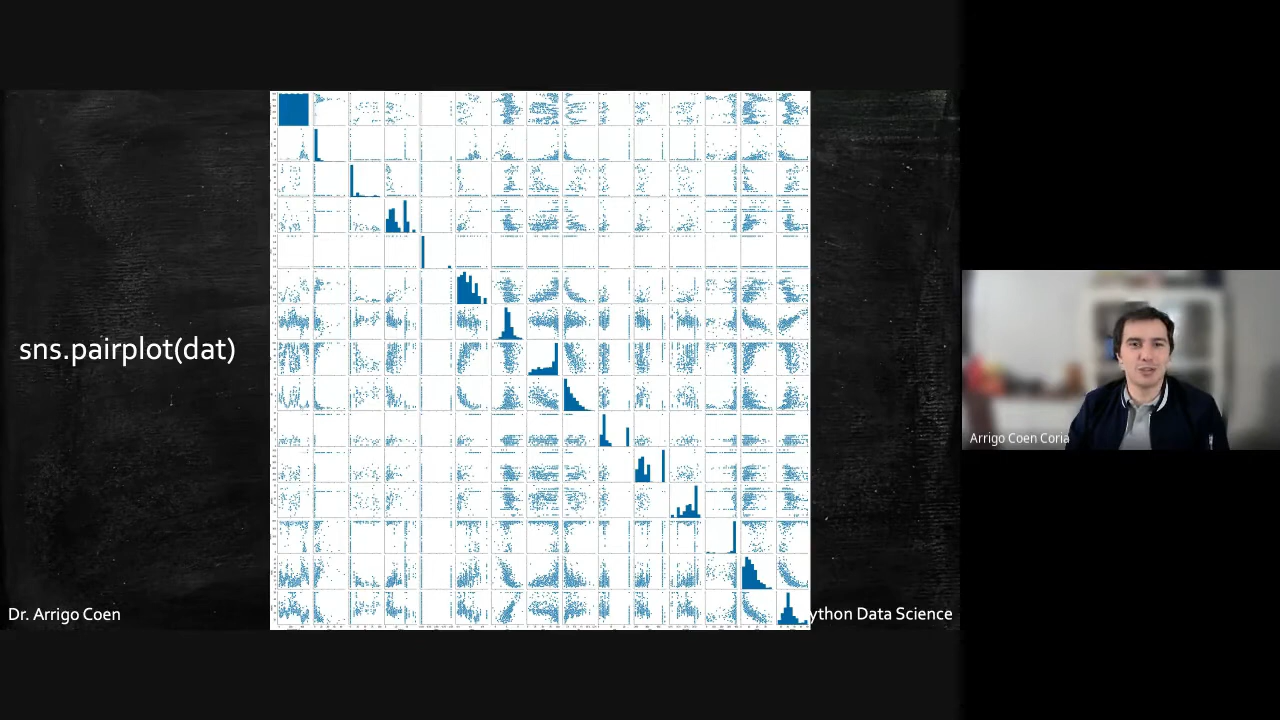 sns.pairplot(dat)
Dr. Arrigo Coen
ython Data Science
Arrigo Coen Coria